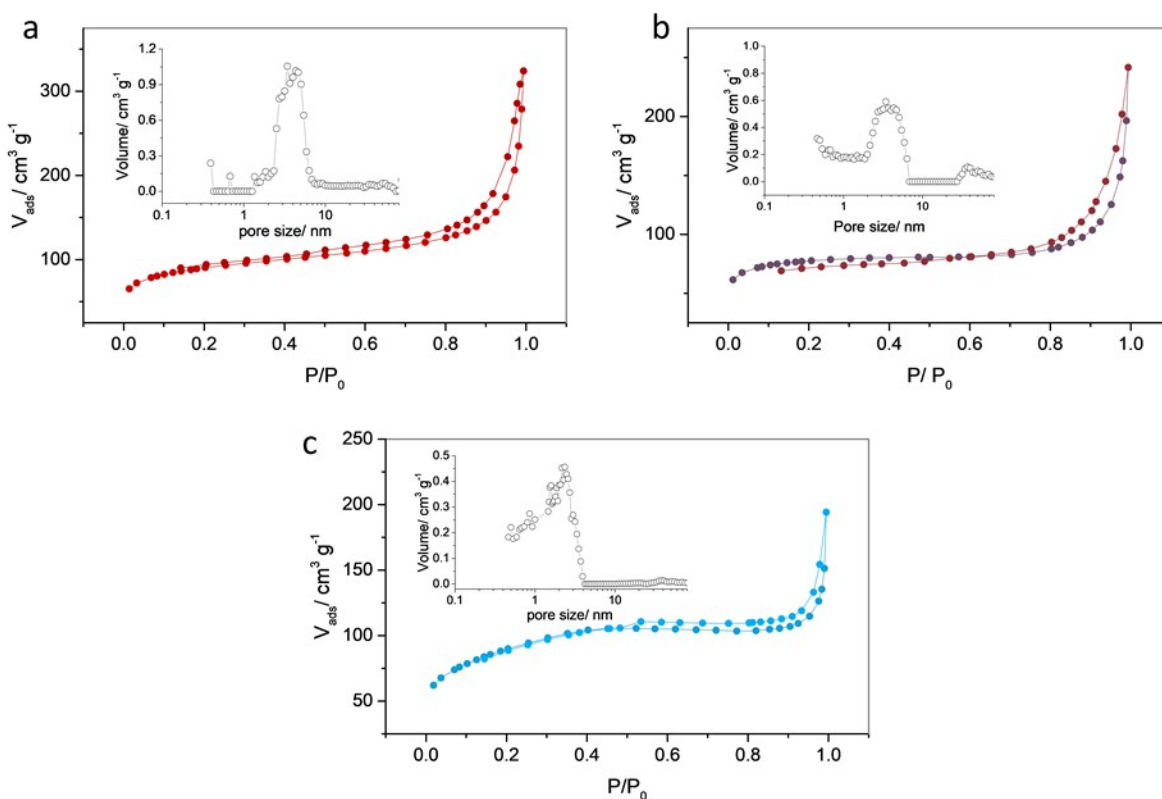 a
V_ads/ cm³ g⁻¹
300
200
100
0.0 0.2 0.4 0.6 0.8 1.0
P/P₀
Volume/ cm³ g⁻¹
1.2
0.9
0.6
0.3
0.0
0.1 1 10
pore size/ nm
b
V_ads/ cm³ g⁻¹
200
100
0.0 0.2 0.4 0.6 0.8 1.0
P/ P₀
Volume/ cm³ g⁻¹
1.0
0.8
0.6
0.4
0.2
0.0
0.1 1 10
Pore size/ nm
c
V_ads/ cm³ g⁻¹
250
200
150
100
50
0.0 0.2 0.4 0.6 0.8 1.0
P/P₀
Volume/ cm³ g⁻¹
0.5
0.4
0.3
0.2
0.1
0.0
0.1 1 10
pore size/ nm